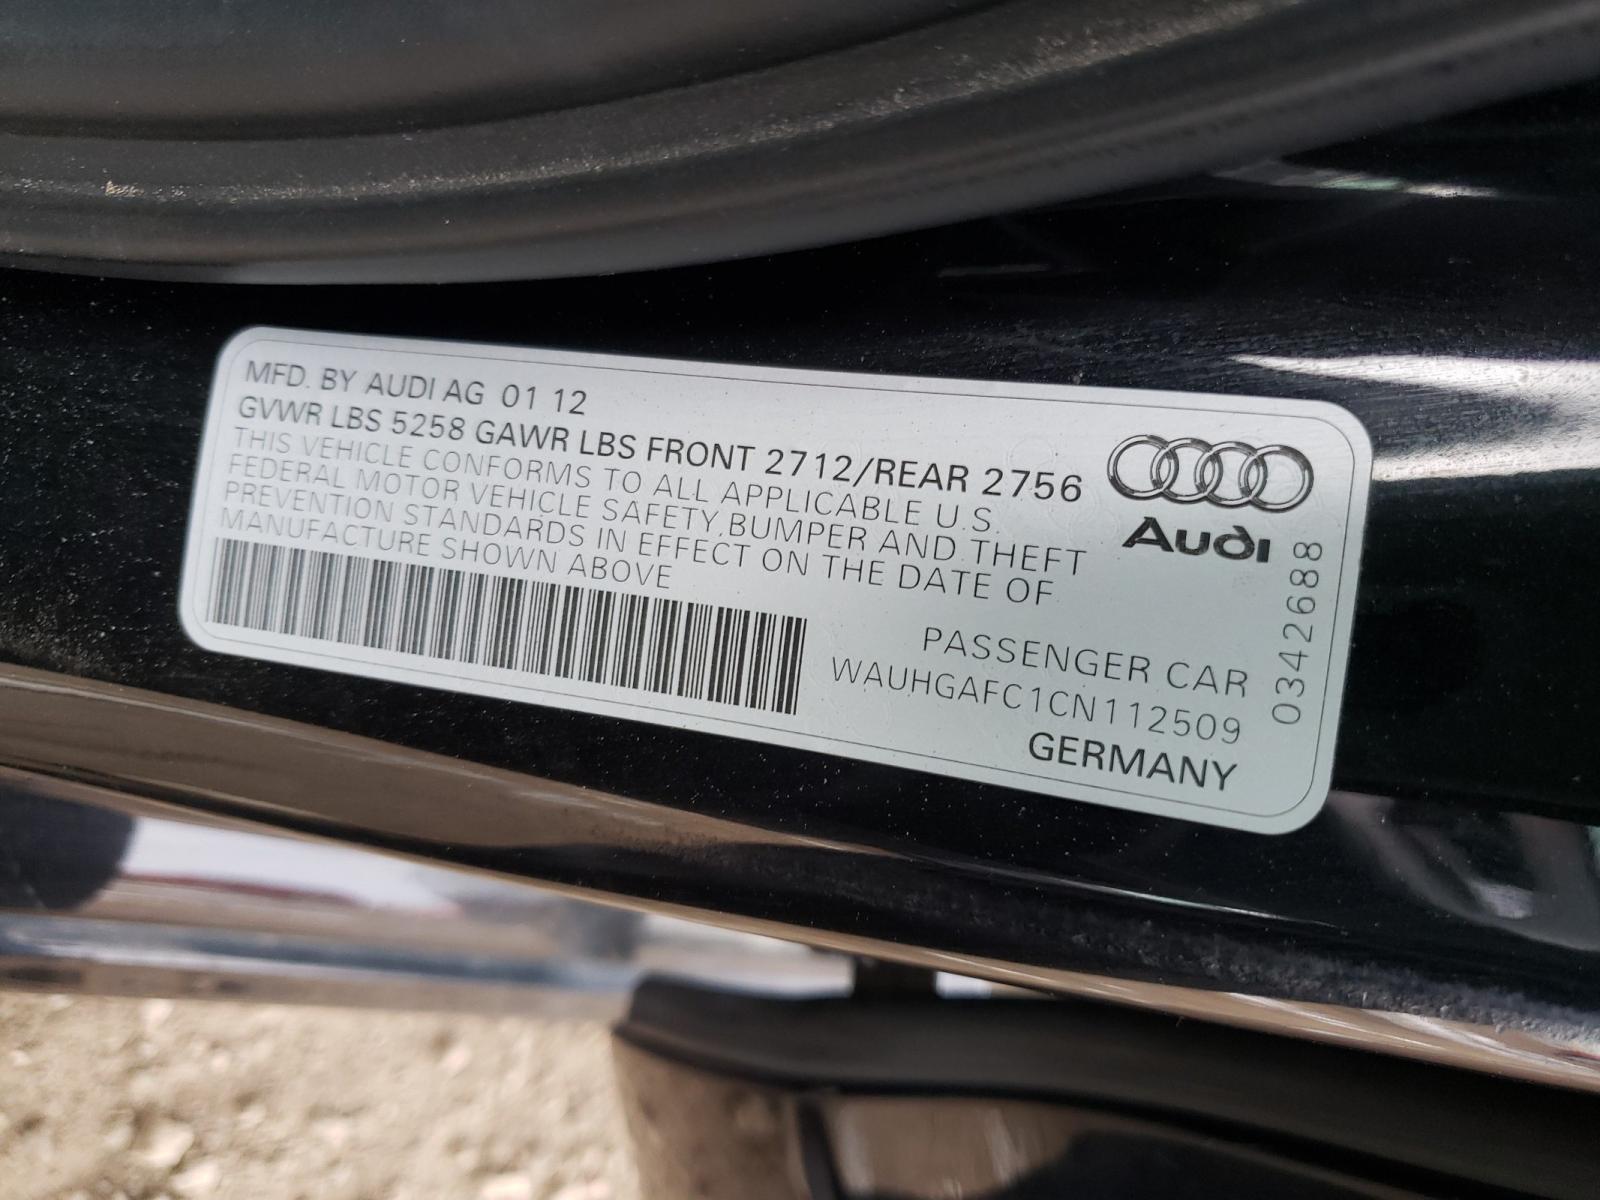 MFD. BY AUDI AG 01 12
GVWR LBS 5258 GAWR LBS FRONT 2712/REAR 2756
THIS VEHICLE CONFORMS TO ALL APPLICABLE U.S.
FEDERAL MOTOR VEHICLE SAFETY,BUMPER AND THEFT
PREVENTION STANDARDS IN EFFECT ON THE DATE OF
MANUFACTURE SHOWN ABOVE
Audi
PASSENGER CAR
WAUHGAFC1CN112509
GERMANY
0342688